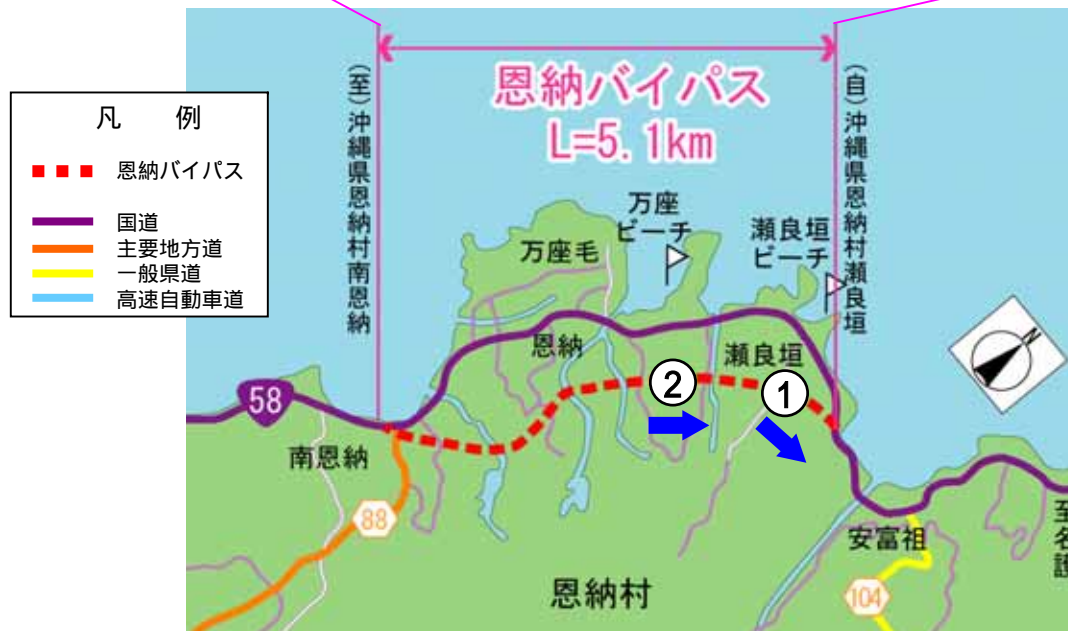 凡 例
恩納バイパス
国道
主要地方道
一般県道
高速自動車道
(至)沖縄県恩納村南恩納
恩納バイパス
L=5.1km
(自)沖縄県恩納村瀬良垣
万座
ビーチ
瀬良垣
ビーチ
万座毛
恩納
瀬良垣
N
②
①
58
南恩納
88
安富祖
至名護
恩納村
104